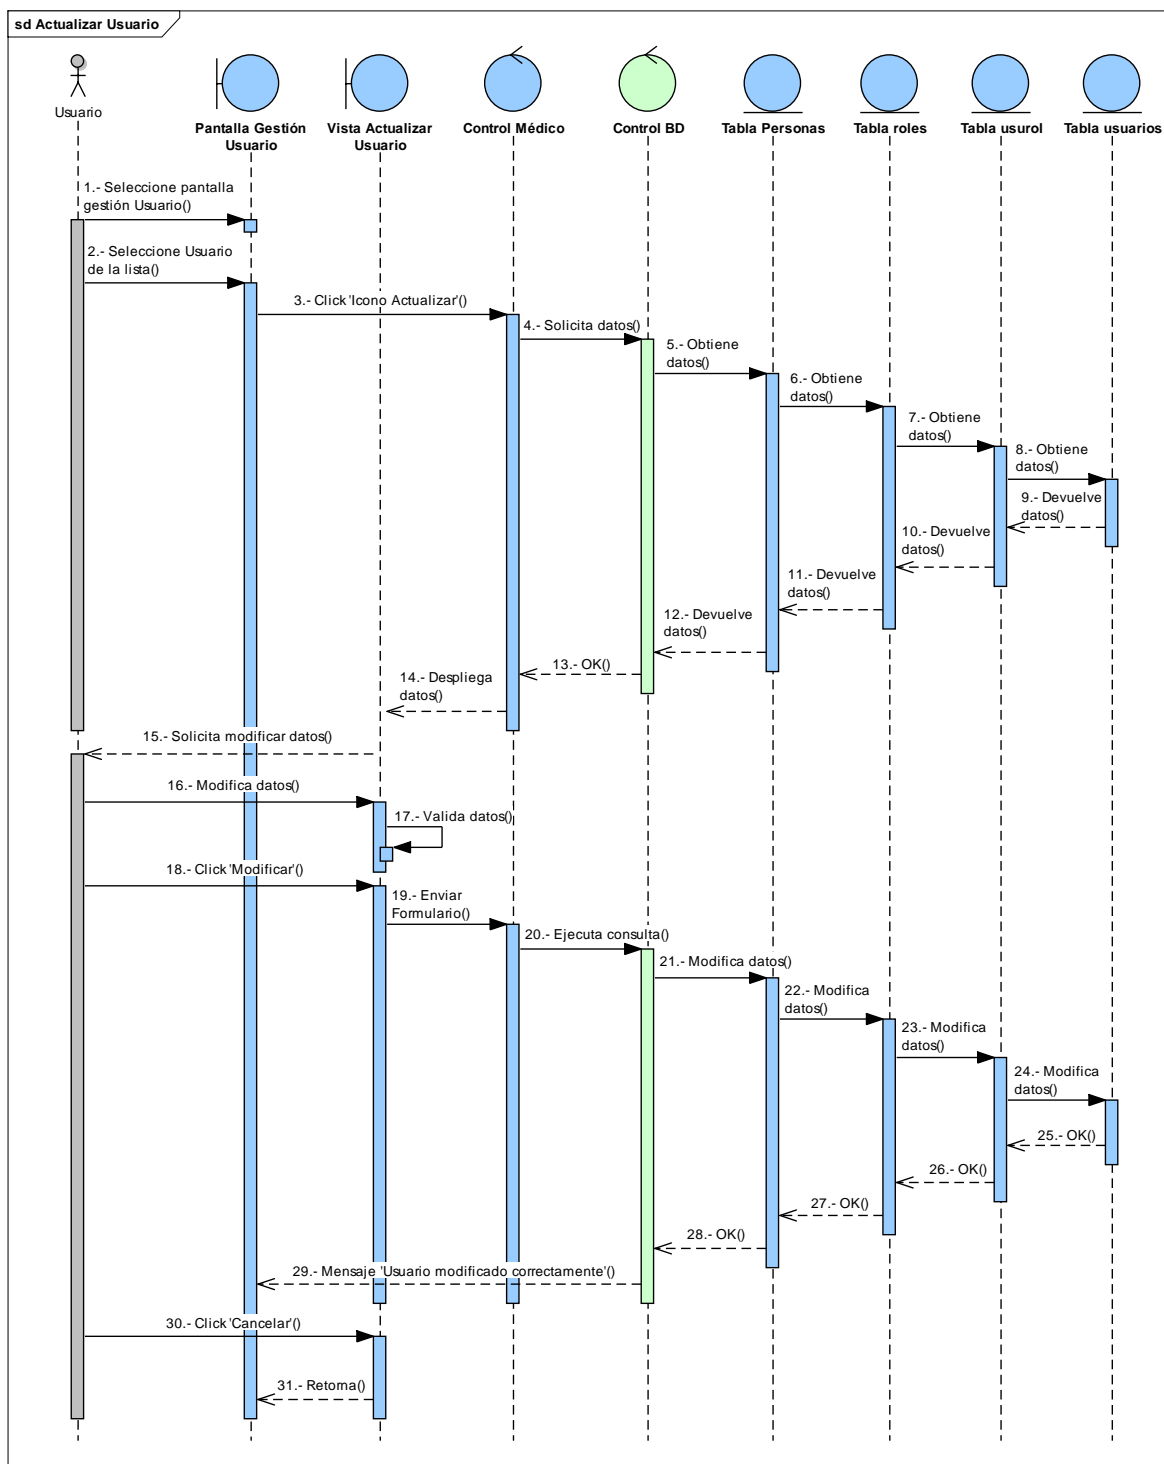 sd Actualizar Usuario
Usuario
Pantalla Gestión
Usuario
Vista Actualizar
Usuario
Control Médico
Control BD
Tabla Personas
Tabla roles
Tabla usurol
Tabla usuarios
1.- Seleccione pantalla
gestión Usuario()
2.- Seleccione Usuario
de la lista()
3.- Click 'Icono Actualizar'()
4.- Solicita datos()
5.- Obtiene
datos()
6.- Obtiene
datos()
7.- Obtiene
datos()
8.- Obtiene
datos()
9.- Devuelve
datos()
10.- Devuelve
datos()
11.- Devuelve
datos()
12.- Devuelve
datos()
13.- OK()
14.- Despliega
datos()
15.- Solicita modificar datos()
16.- Modifica datos()
17.- Valida datos()
18.- Click 'Modificar'()
19.- Enviar
Formulario()
20.- Ejecuta consulta()
21.- Modifica datos()
22.- Modifica
datos()
23.- Modifica
datos()
24.- Modifica
datos()
25.- OK()
26.- OK()
27.- OK()
28.- OK()
29.- Mensaje 'Usuario modificado correctamente'()
30.- Click 'Cancelar'()
31.- Retorna()